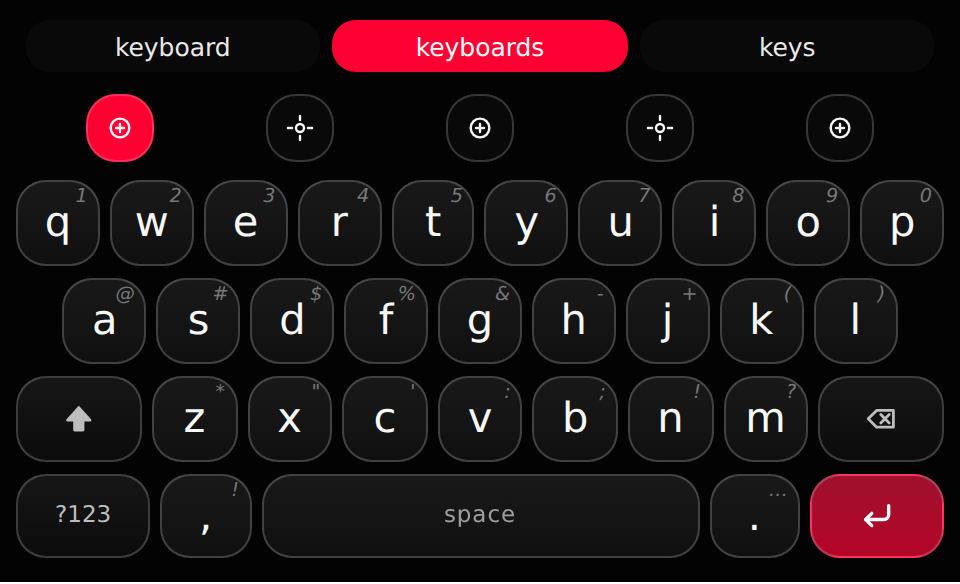 keyboard keyboards keys
1 2 3 4 5 6 7 8 9 0
q w e r t y u i o p
@ # $ % & - + ( )
a s d f g h j k l
* " ' : ; ! ?
z x c v b n m
! ...
?123 , space .